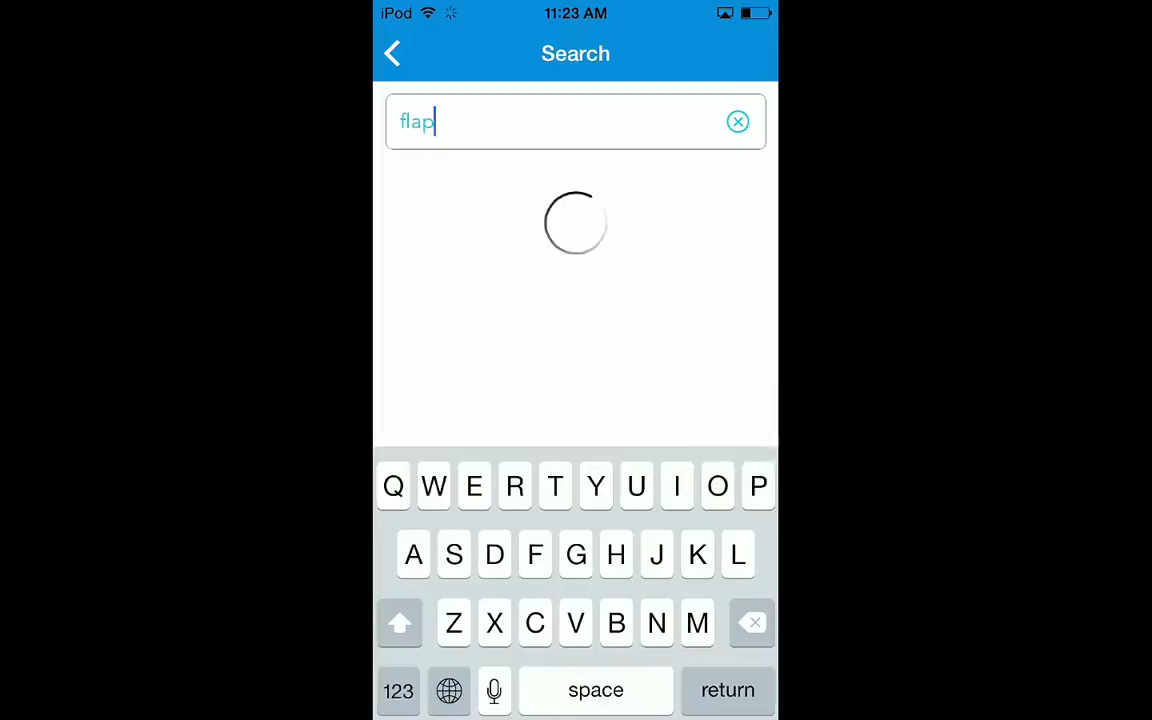 iPod 11:23 AM
Search
flap
Q W E R T Y U I O P
A S D F G H J K L
Z X C V B N M
123 space return